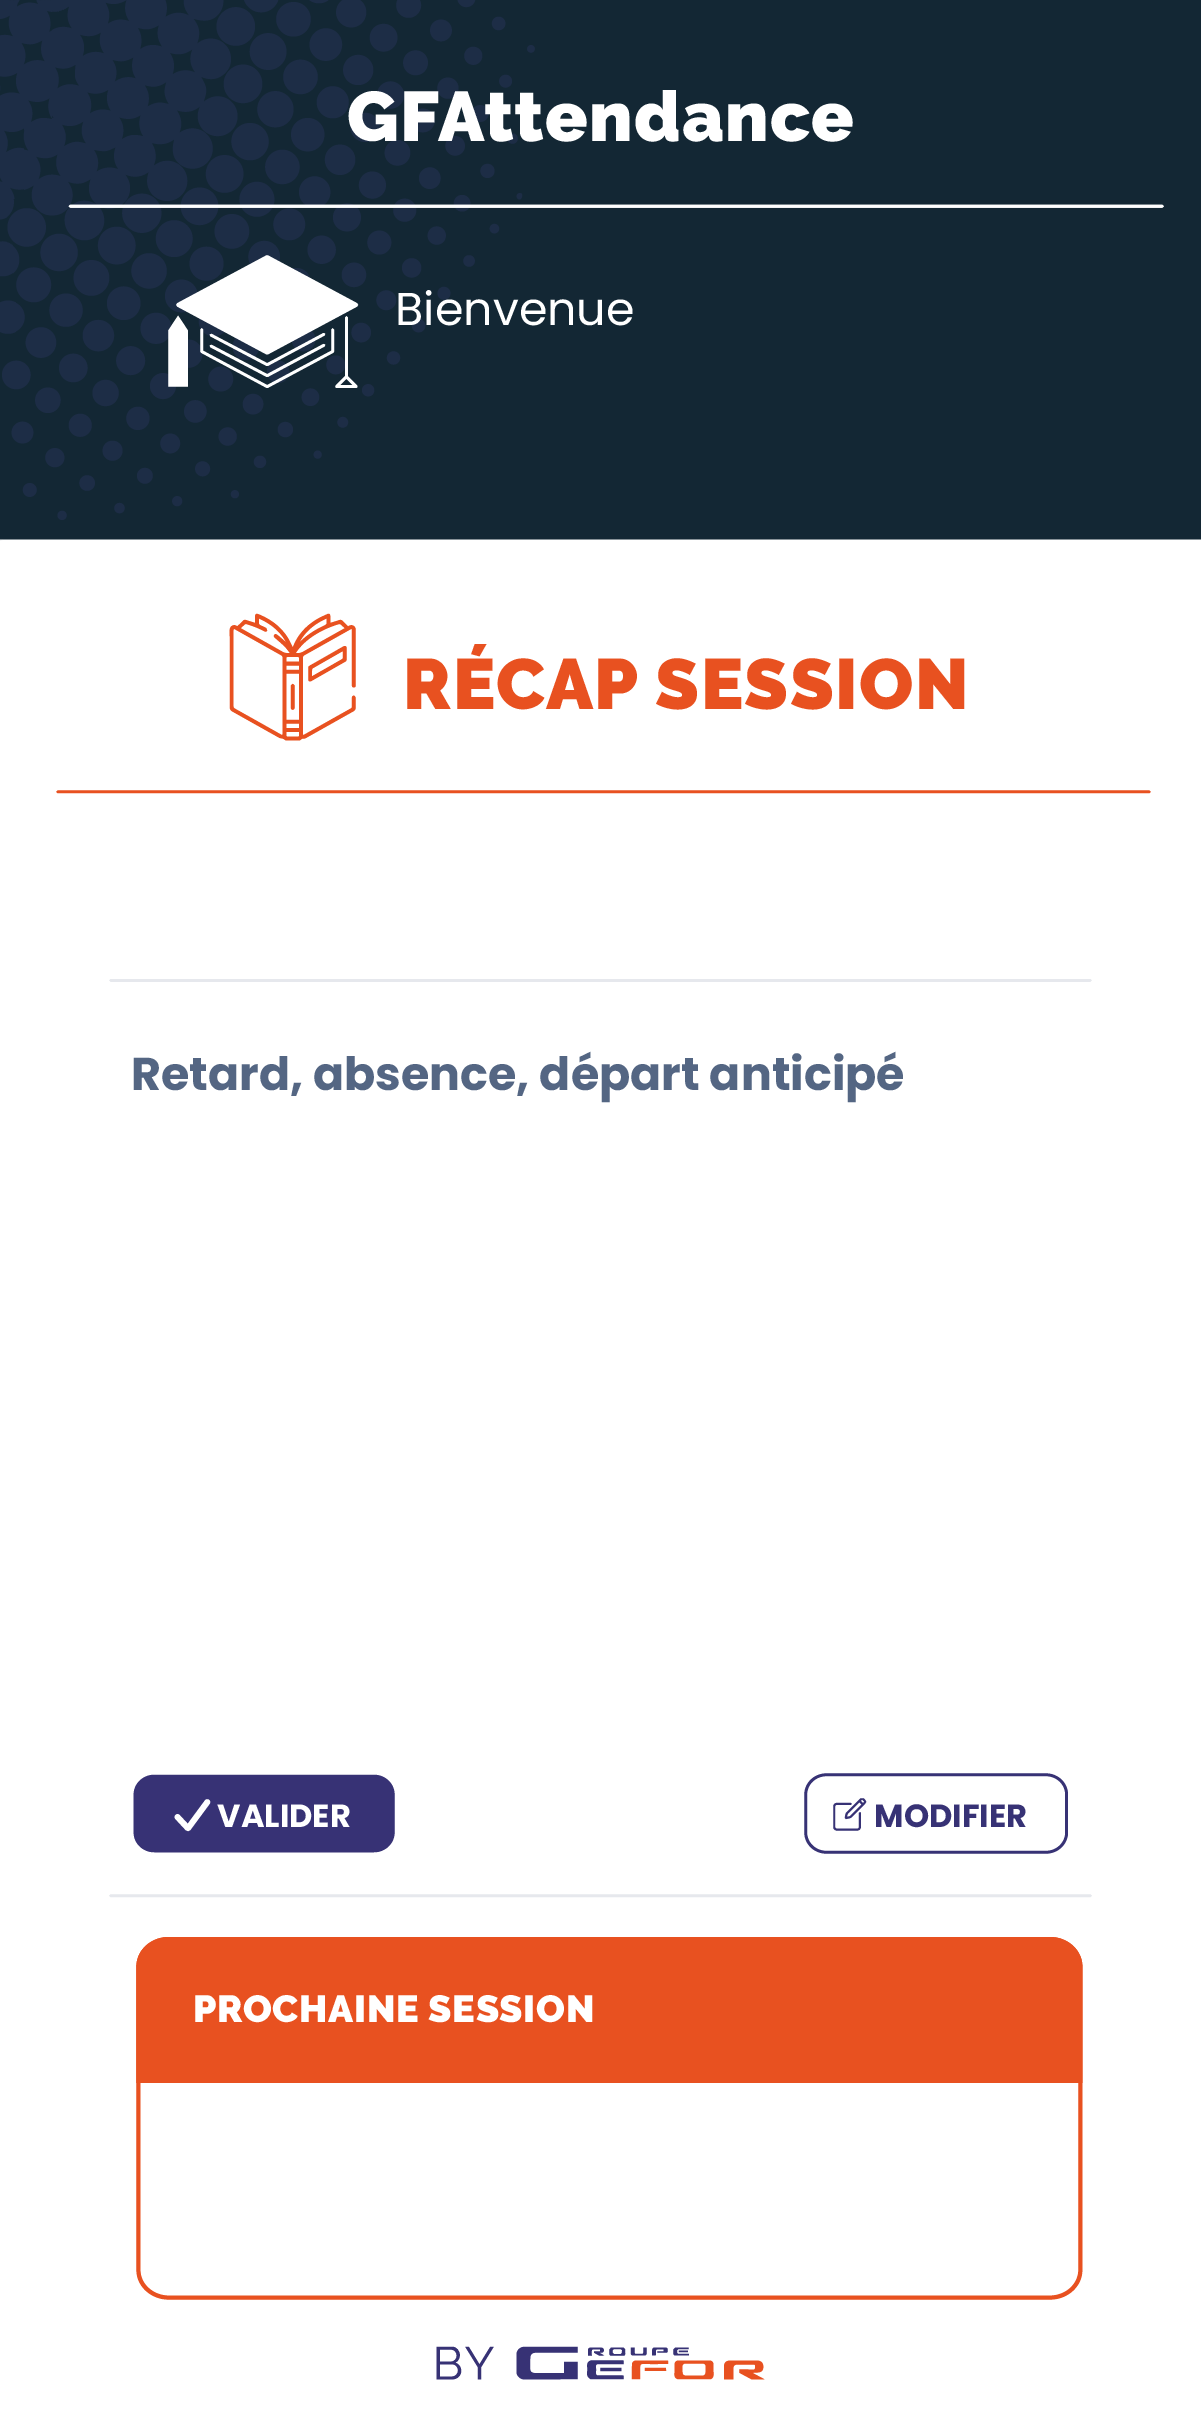 GFAttendance
Bienvenue
RÉCAP SESSION
Retard, absence, départ anticipé
VALIDER
MODIFIER
PROCHAINE SESSION
BY GROUPE GEFOR